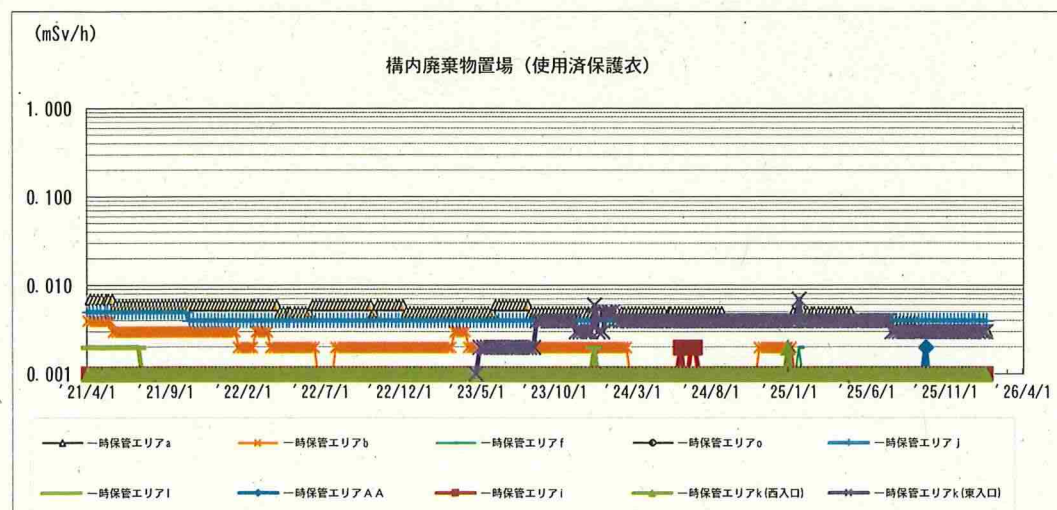 (mSv/h)
構内廃棄物置場（使用済保護衣）
1.000
0.100
0.010
0.001
'21/4/1 '21/9/1 '22/2/1 '22/7/1 '22/12/1 '23/5/1 '23/10/1 '24/3/1 '24/8/1 '25/1/1 '25/6/1 '25/11/1 '26/4/1
一時保管エリアa 一時保管エリアb 一時保管エリアf 一時保管エリアo 一時保管エリアj
一時保管エリアl 一時保管エリアAA 一時保管エリアi 一時保管エリアk(西入口) 一時保管エリアk(東入口)